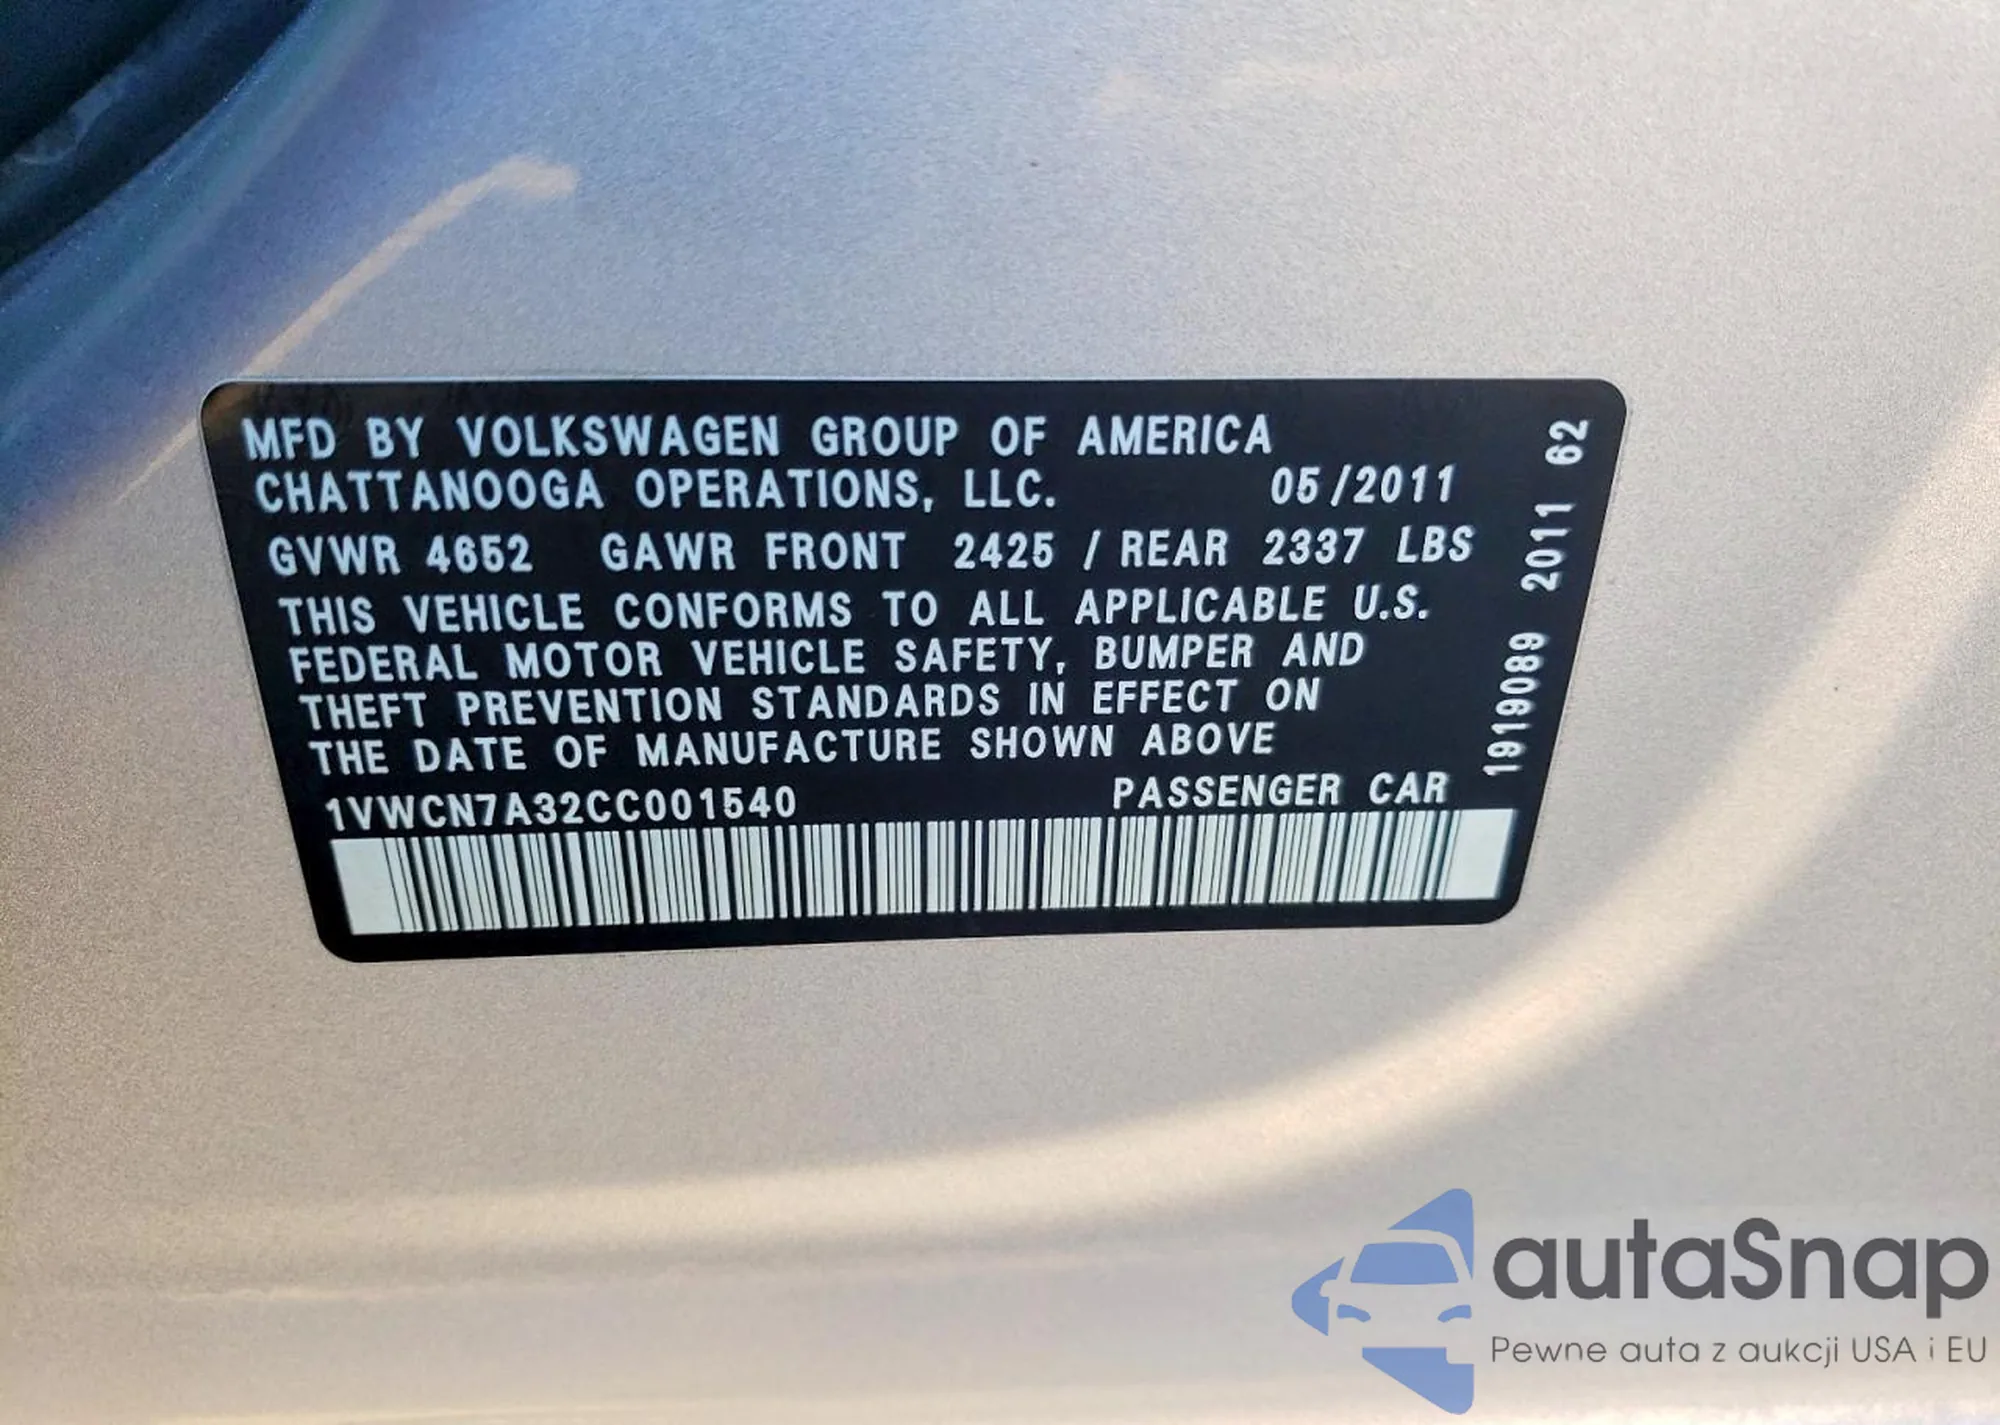 MFD BY VOLKSWAGEN GROUP OF AMERICA
CHATTANOOGA OPERATIONS, LLC. 05/2011
GVWR 4652 GAWR FRONT 2425 / REAR 2337 LBS
THIS VEHICLE CONFORMS TO ALL APPLICABLE U.S.
FEDERAL MOTOR VEHICLE SAFETY, BUMPER AND
THEFT PREVENTION STANDARDS IN EFFECT ON
THE DATE OF MANUFACTURE SHOWN ABOVE
1VWCN7A32CC001540 PASSENGER CAR
1919089 2011 62
autaSnap
Pewne auta z aukcji USA i EU